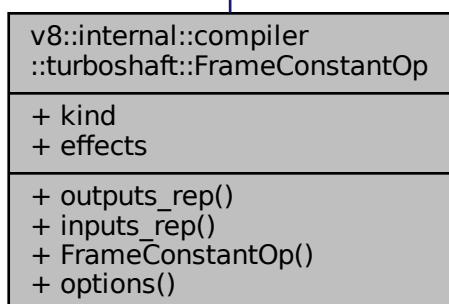 v8::internal::compiler
::turboshaft::FrameConstantOp
+ kind
+ effects
+ outputs_rep()
+ inputs_rep()
+ FrameConstantOp()
+ options()